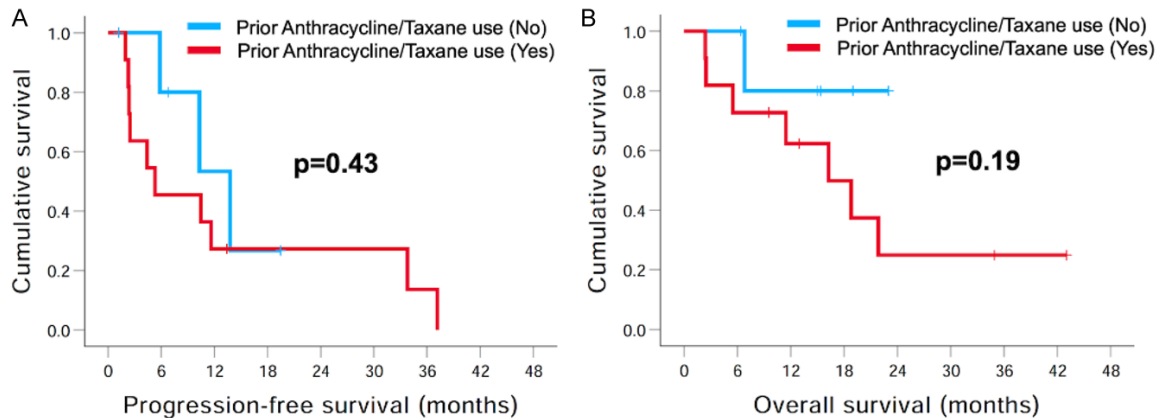 A
Prior Anthracycline/Taxane use (No)
Prior Anthracycline/Taxane use (Yes)
p=0.43
Cumulative survival
1.0
0.8
0.6
0.4
0.2
0.0
0 6 12 18 24 30 36 42 48
Progression-free survival (months)
B
Prior Anthracycline/Taxane use (No)
Prior Anthracycline/Taxane use (Yes)
p=0.19
Cumulative survival
1.0
0.8
0.6
0.4
0.2
0.0
0 6 12 18 24 30 36 42 48
Overall survival (months)